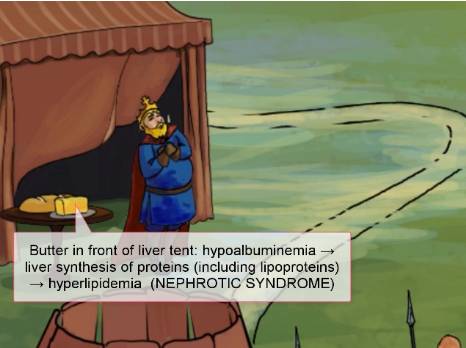 Butter in front of liver tent: hypoalbuminemia →
liver synthesis of proteins (including lipoproteins)
→ hyperlipidemia (NEPHROTIC SYNDROME)